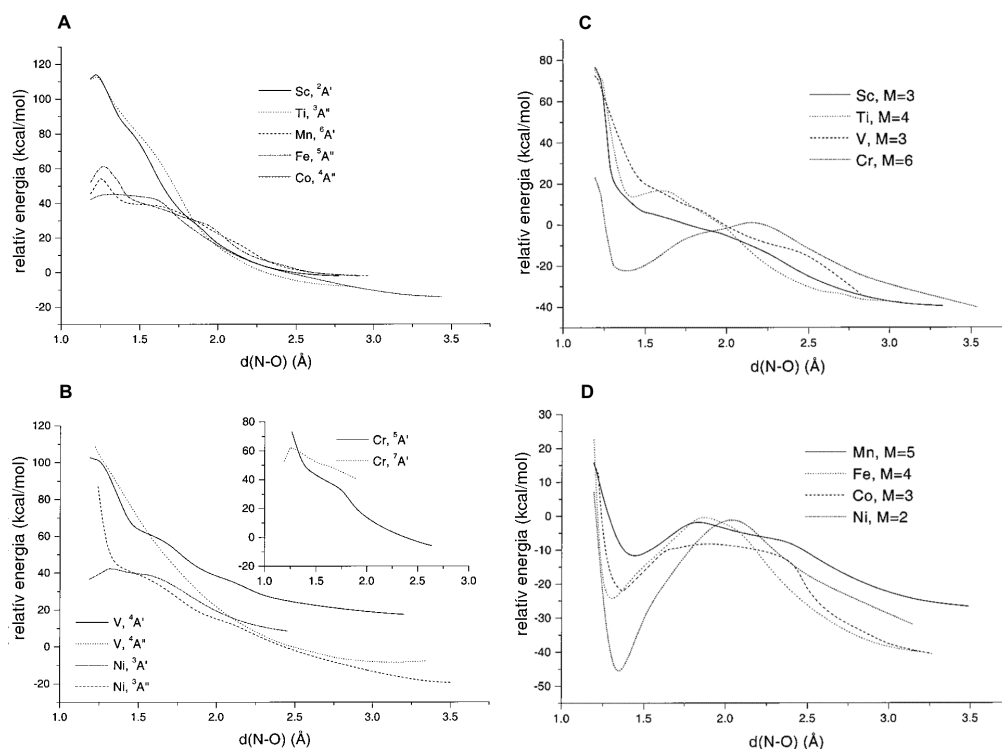 A
relativ energia (kcal/mol)
120
100
80
60
40
20
0
-20
Sc, ²A'
Ti, ³A"
Mn, ⁶A'
Fe, ⁵A"
Co, ⁴A"
1.0 1.5 2.0 2.5 3.0 3.5
d(N-O) (Å)
C
relativ energia (kcal/mol)
100
80
60
40
20
0
-20
-40
Sc, M=3
Ti, M=4
V, M=3
Cr, M=6
1.0 1.5 2.0 2.5 3.0 3.5
d(N-O) (Å)
B
relativ energia (kcal/mol)
120
100
80
60
40
20
0
-20
80
60
40
20
0
-20
Cr, ⁵A'
Cr, ⁷A'
1.0 1.5 2.0 2.5 3.0
V, ⁴A'
V, ⁴A"
Ni, ³A'
Ni, ³A"
1.0 1.5 2.0 2.5 3.0 3.5
d(N-O) (Å)
D
relativ energia (kcal/mol)
30
20
10
0
-10
-20
-30
-40
-50
Mn, M=5
Fe, M=4
Co, M=3
Ni, M=2
1.0 1.5 2.0 2.5 3.0 3.5
d(N-O) (Å)